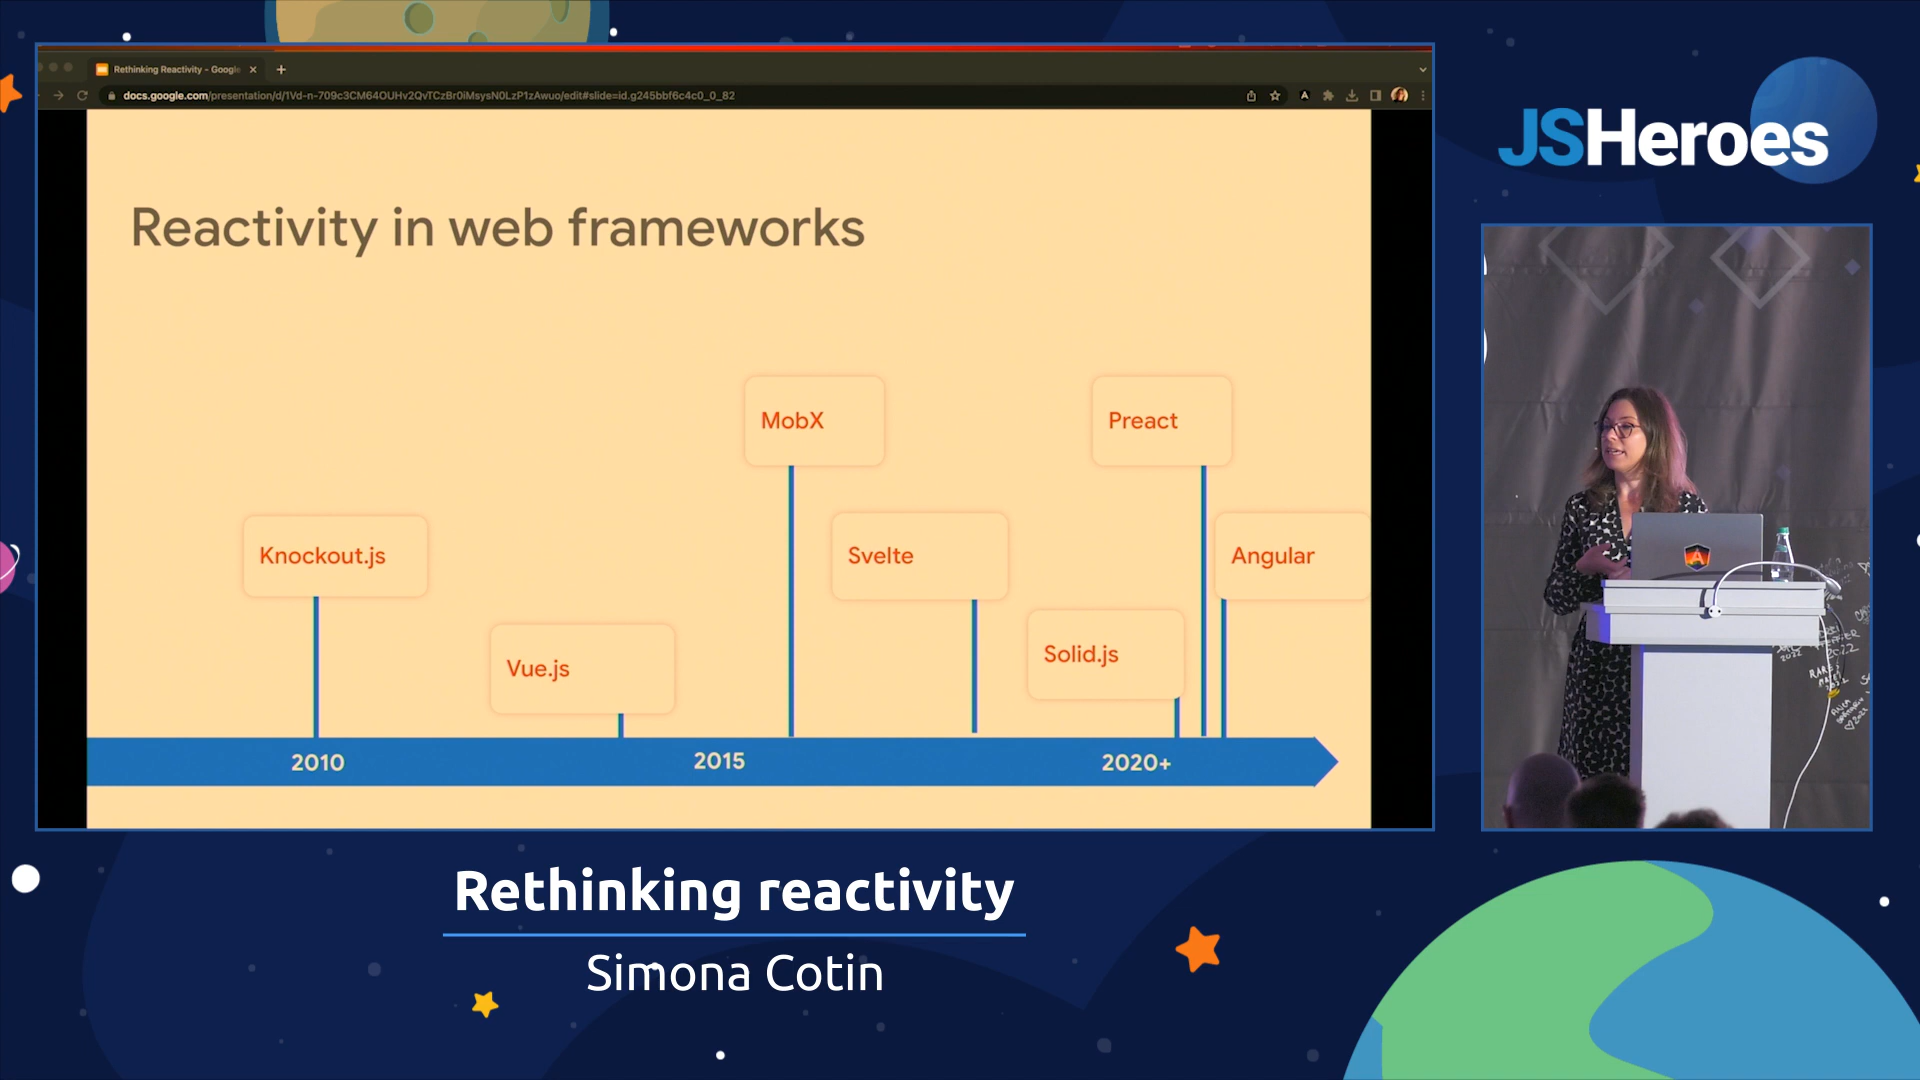 Rethinking Reactivity - Google
docs.google.com/presentation/d/1Vd-n-709c3CM64OUHv2QvTCzBr0iMsysN0LzP1zAwuo/edit#slide=id.g245bbf6c4c0_0_82
JSHeroes
Reactivity in web frameworks
MobX
Preact
Knockout.js
Svelte
Angular
Vue.js
Solid.js
2010
2015
2020+
Rethinking reactivity
Simona Cotin